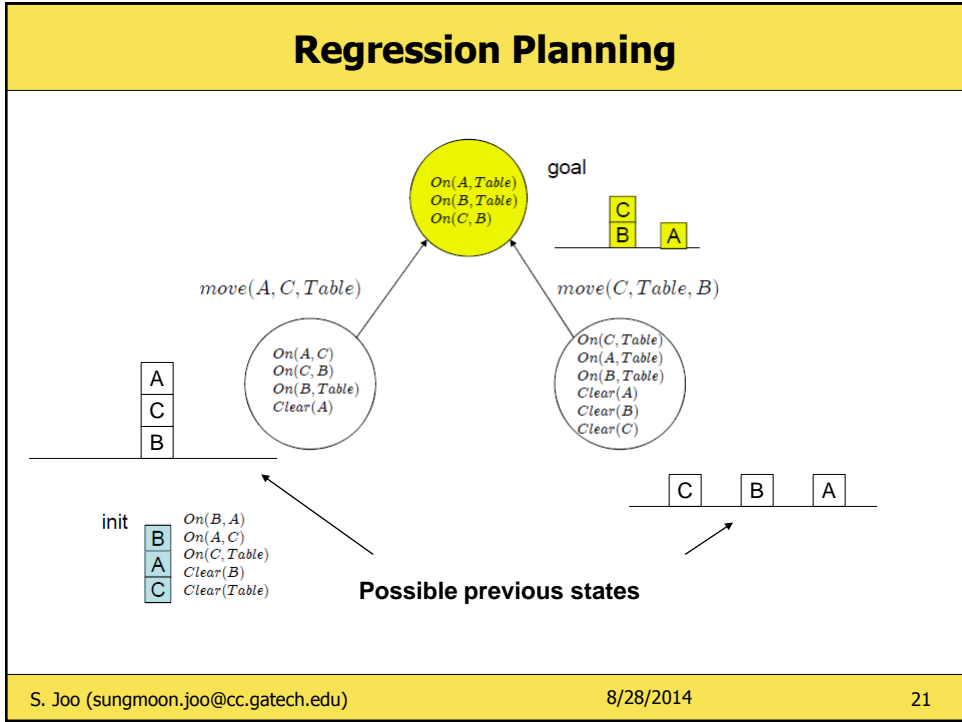 Regression Planning
On(A, Table)
On(B, Table)
On(C, B)
goal
C
B
A
move(A, C, Table)
move(C, Table, B)
On(A, C)
On(C, B)
On(B, Table)
Clear(A)
On(C, Table)
On(A, Table)
On(B, Table)
Clear(A)
Clear(B)
Clear(C)
A
C
B
C B A
init
B
A
C
On(B, A)
On(A, C)
On(C, Table)
Clear(B)
Clear(Table)
Possible previous states
S. Joo (sungmoon.joo@cc.gatech.edu) 8/28/2014 21